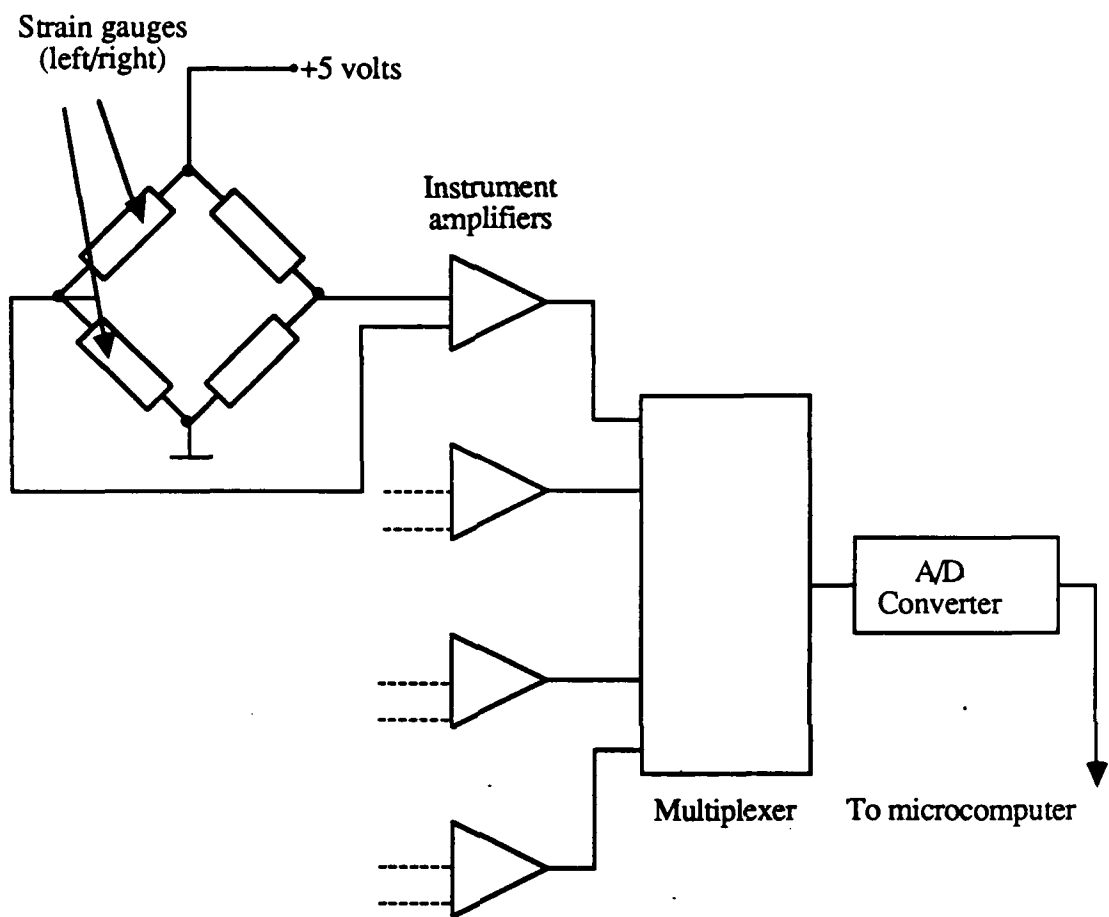 Strain gauges
(left/right)
+5 volts
Instrument
amplifiers
A/D
Converter
Multiplexer
To microcomputer